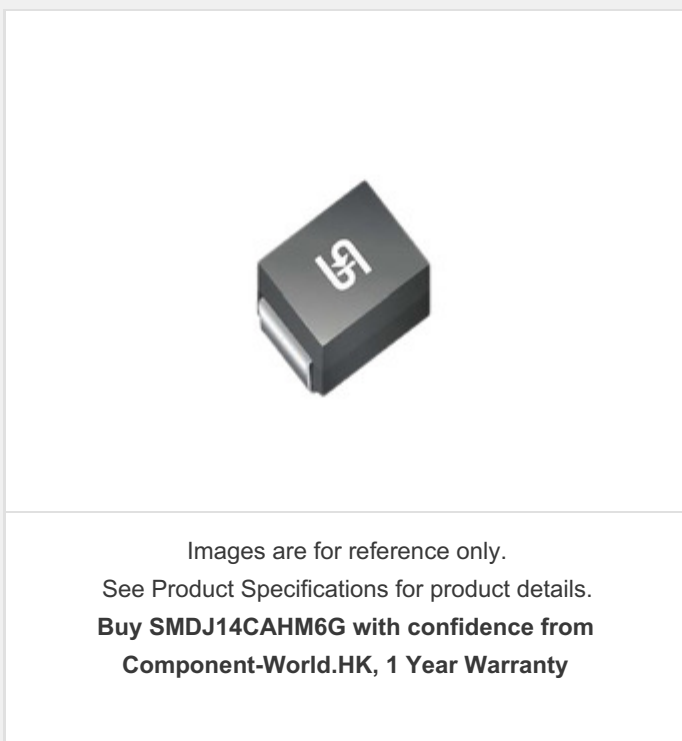 Images are for reference only.
See Product Specifications for product details.
Buy SMDJ14CAHM6G with confidence from
Component-World.HK, 1 Year Warranty